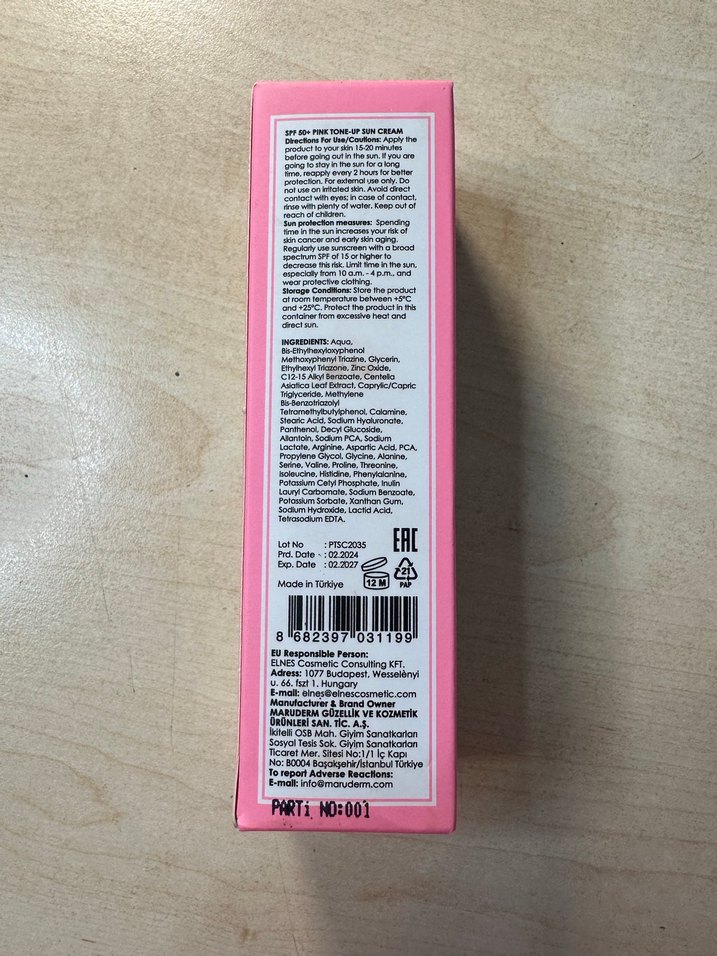 SPF 50+ PINK TONE-UP SUN CREAM
Directions For Use/Cautions: Apply the
product to your skin 15-20 minutes
before going out in the sun. If you are
going to stay in the sun for a long
time, reapply every 2 hours for better
protection. For external use only. Do
not use on irritated skin. Avoid direct
contact with eyes; in case of contact,
rinse with plenty of water. Keep out of
reach of children.
Sun protection measures: Spending
time in the sun increases your risk of
skin cancer and early skin aging.
Regularly use sunscreen with a broad
spectrum SPF of 15 or higher to
decrease this risk. Limit time in the sun,
especially from 10 a.m. - 4 p.m., and
wear protective clothing.
Storage Conditions: Store the product
at room temperature between +5°C
and +25°C. Protect the product in this
container from excessive heat and
direct sun.
INGREDIENTS: Aqua,
Bis-Ethylhexyloxyphenol
Methoxyphenyl Triazine, Glycerin,
Ethylhexyl Triazone, Zinc Oxide,
C12-15 Alkyl Benzoate, Centella
Asiatica Leaf Extract, Caprylic/Capric
Triglyceride, Methylene
Bis-Benzotriazolyl
Tetramethylbutylphenol, Calamine,
Stearic Acid, Sodium Hyaluronate,
Panthenol, Decyl Glucoside,
Allantoin, Sodium PCA, Sodium
Lactate, Arginine, Aspartic Acid, PCA,
Propylene Glycol, Glycine, Alanine,
Serine, Valine, Proline, Threonine,
Isoleucine, Histidine, Phenylalanine,
Potassium Cetyl Phosphate, Inulin
Lauryl Carbomate, Sodium Benzoate,
Potassium Sorbate, Xanthan Gum,
Sodium Hydroxide, Lactid Acid,
Tetrasodium EDTA.
Lot No : PTSC2035
Prd. Date : 02.2024
Exp. Date : 02.2027
EAC
Made in Türkiye
12 M
21
PAP
8 682397 031199
EU Responsible Person:
ELNES Cosmetic Consulting KFT.
Adress: 1077 Budapest, Wesselènyi
u. 66. fszt 1. Hungary
E-mail: elnes@elnescosmetic.com
Manufacturer & Brand Owner
MARUDERM GÜZELLİK VE KOZMETİK
ÜRÜNLERİ SAN. TİC. A.Ş.
İkitelli OSB Mah. Giyim Sanatkarları
Sosyal Tesis Sok. Giyim Sanatkarları
Ticaret Mer. Sitesi No:1/1 İç Kapı
No: B0004 Başakşehir/İstanbul Türkiye
To report Adverse Reactions:
E-mail: info@maruderm.com
PARTi NO:001